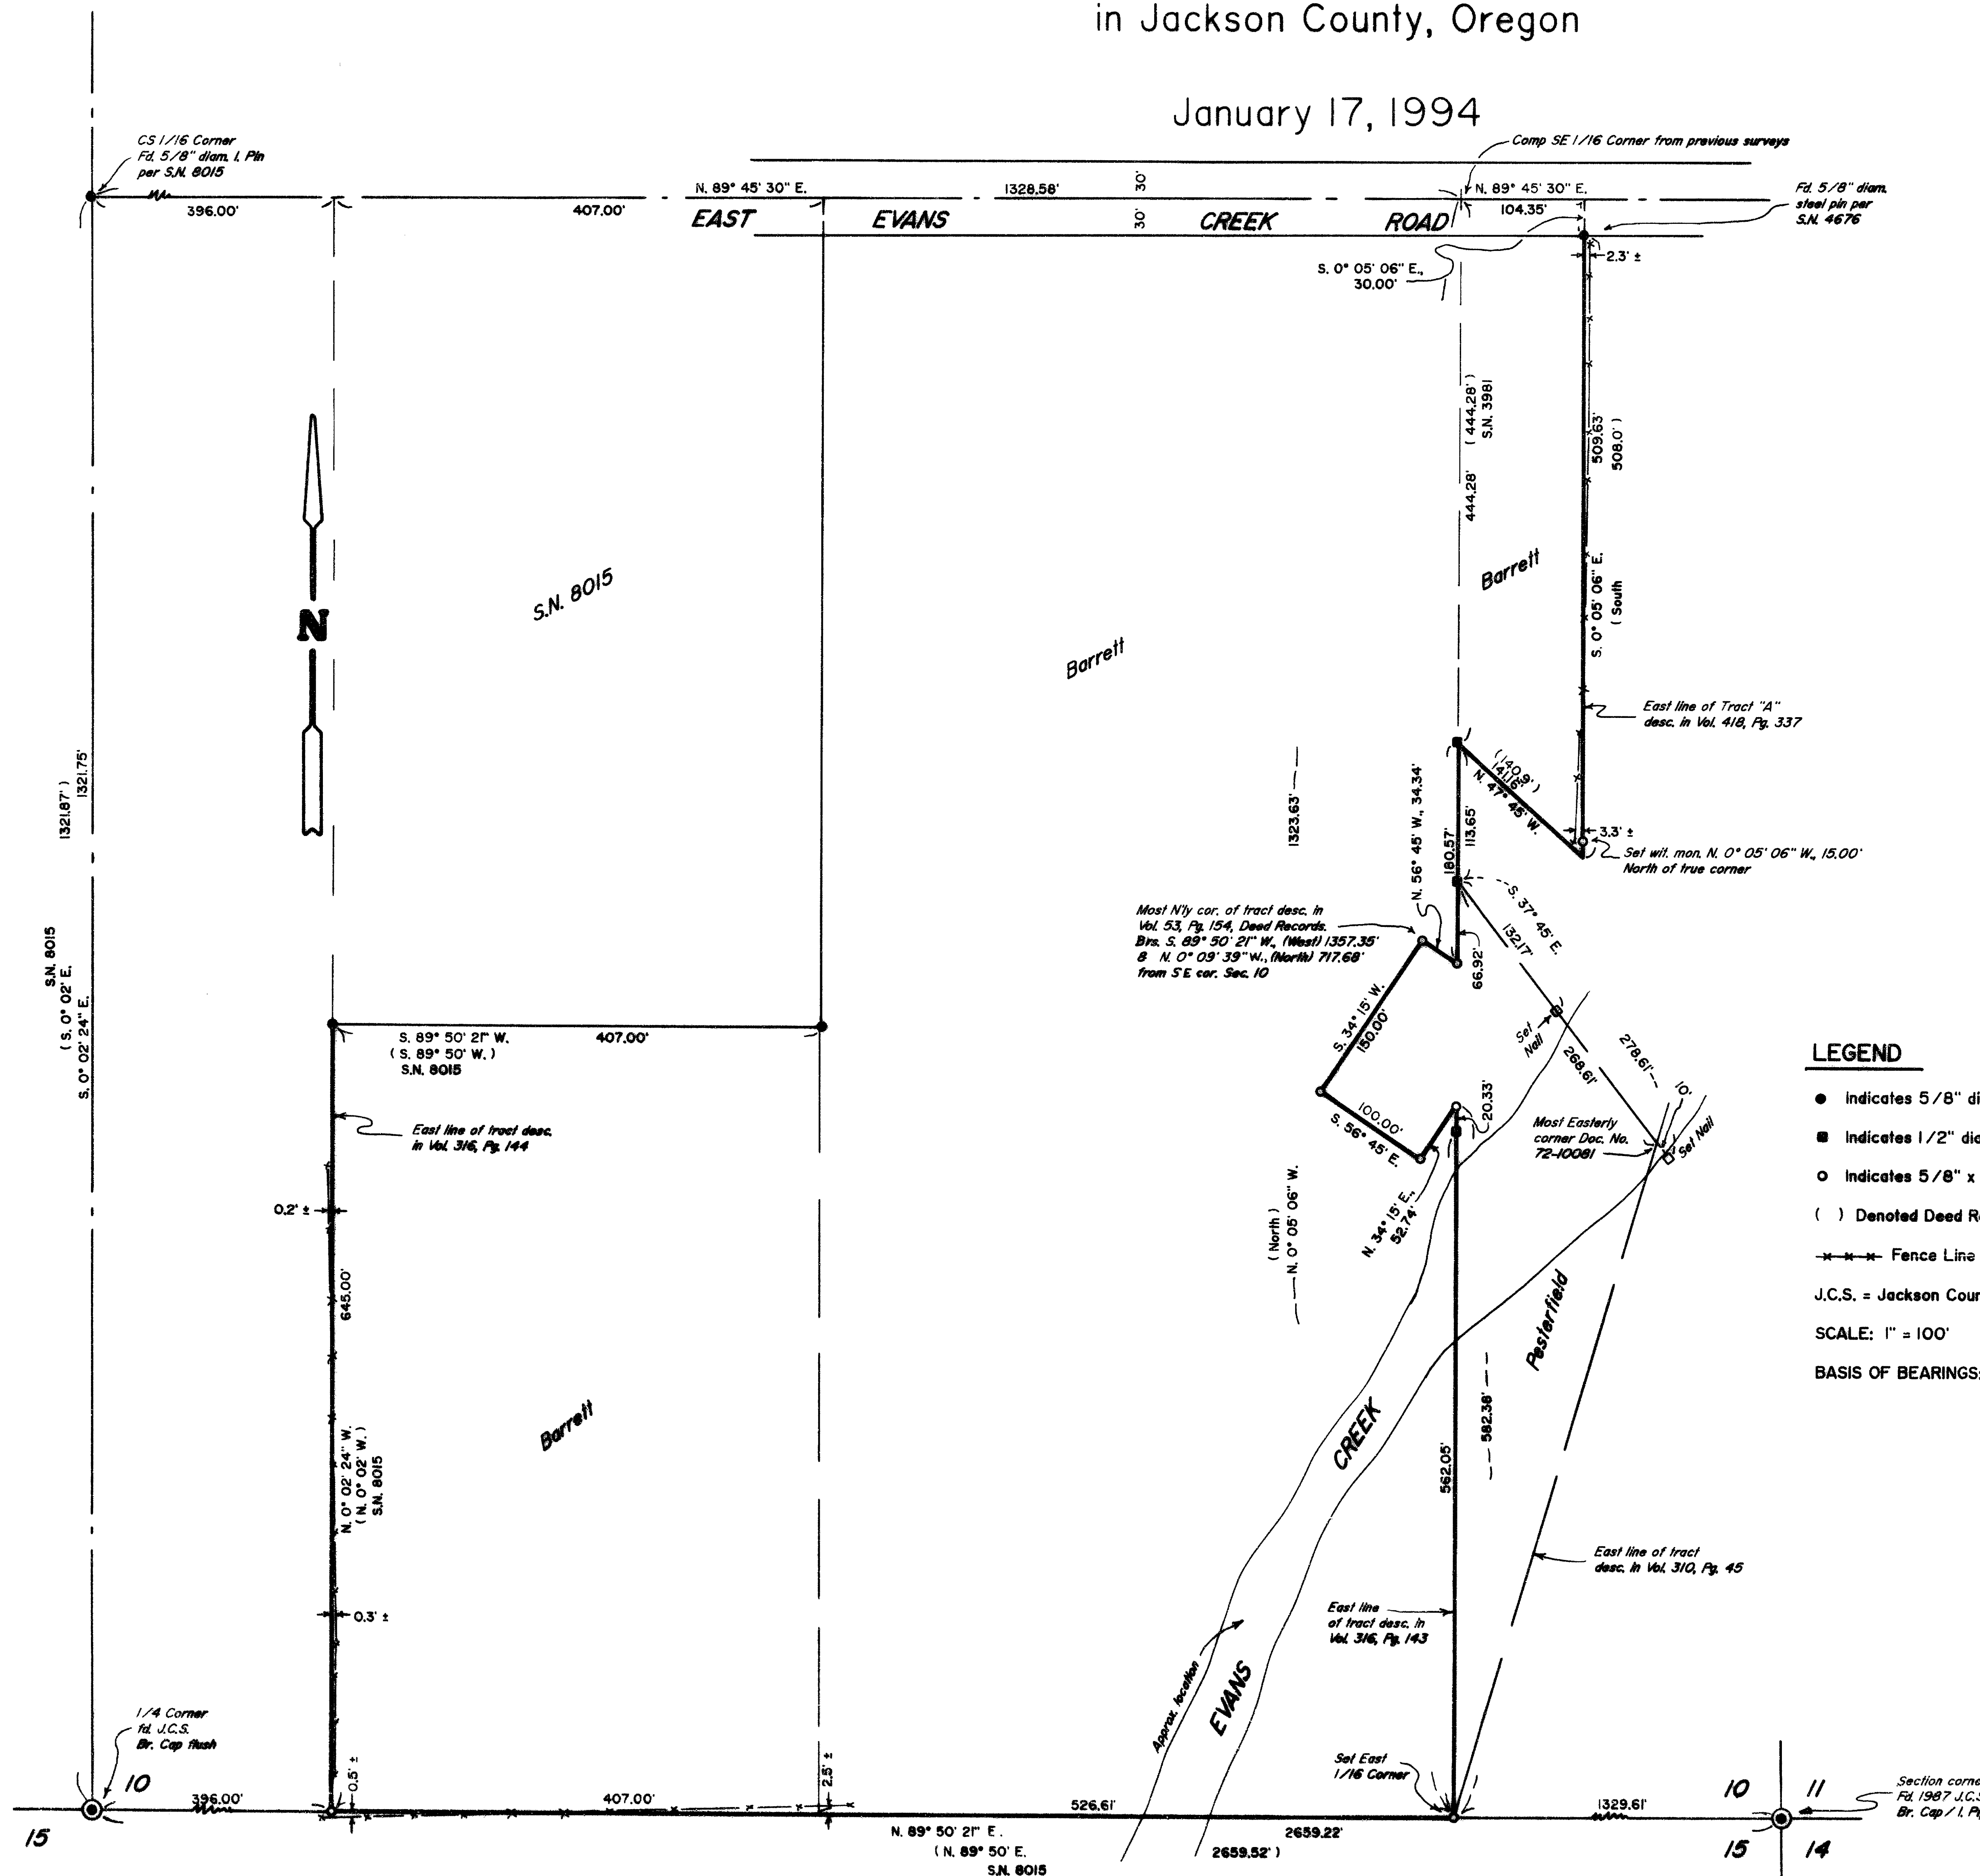 in Jackson County, Oregon
January 17, 1994
CS 1/16 Corner
Fd. 5/8" diam. I. Pin
per S.N. 8015
Comp SE 1/16 Corner from previous surveys
N. 89° 45' 30" E.
1328.58'
30'
N. 89° 45' 30" E.
Fd. 5/8" diam.
steel pin per
S.N. 4676
396.00'
407.00'
104.35'
EAST EVANS CREEK ROAD
30'
S. 0° 05' 06" E.,
30.00'
2.3' ±
( 444.28' )
S.N. 3981
444.28'
509.63'
508.0' )
S. 0° 05' 06" E.
( South
N
S.N. 8015
Barrett
Barrett
East line of Tract "A"
desc. in Vol. 418, Pg. 337
1321.87' )
1321.75'
S.N. 8015
( S. 0° 02' E.
S. 0° 02' 24" E.
1323.63'
( North )
N. 0° 05' 06" W.
N. 56° 45' W., 34.34'
180.57'
113.65'
( 140.9' )
141.16'
N. 47° 45' W.
3.3' ±
Set wit. mon. N. 0° 05' 06" W., 15.00'
North of true corner
Most N'ly cor. of tract desc. in
Vol. 53, Pg. 154, Deed Records.
Brs. S. 89° 50' 21" W., (West) 1357.35'
& N. 0° 09' 39" W., (North) 717.68'
from SE cor. Sec. 10
66.92'
S. 37° 45' E.
132.17'
S. 34° 15' W.
150.00'
Set
Nail
268.61'
278.61'
10'
Set Nail
S. 89° 50' 21" W.
407.00'
( S. 89° 50' W. )
S.N. 8015
East line of tract desc.
in Vol. 316, Pg. 144
100.00'
S. 56° 45' E.
20.33'
Most Easterly
corner Doc. No.
72-10081
N. 34° 15' E.,
52.74'
LEGEND
Indicates 5/8"
Indicates 1/2"
Indicates 5/8" x
( ) Denoted Deed
Fence Line
J.C.S. = Jackson
SCALE: 1" = 100'
BASIS OF BEARINGS:
0.2' ±
645.00'
N. 0° 02' 24" W.
( N. 0° 02' W. )
S.N. 8015
Barrett
0.3' ±
Pesterfield
CREEK
EVANS
Approx. location
562.05'
582.38'
East line of tract
desc. in Vol. 310, Pg. 45
East line
of tract desc. in
Vol. 316, Pg. 143
1/4 Corner
fd. J.C.S.
Br. Cap flush
Set East
1/16 Corner
10
15
396.00'
0.5' ±
407.00'
2.5' ±
526.61'
1329.61'
10
11
15
14
Section
Fd. 1987 J.C.S.
Br. Cap / I.
N. 89° 50' 21" E.
2659.22'
( N. 89° 50' E.
2659.52' )
S.N. 8015